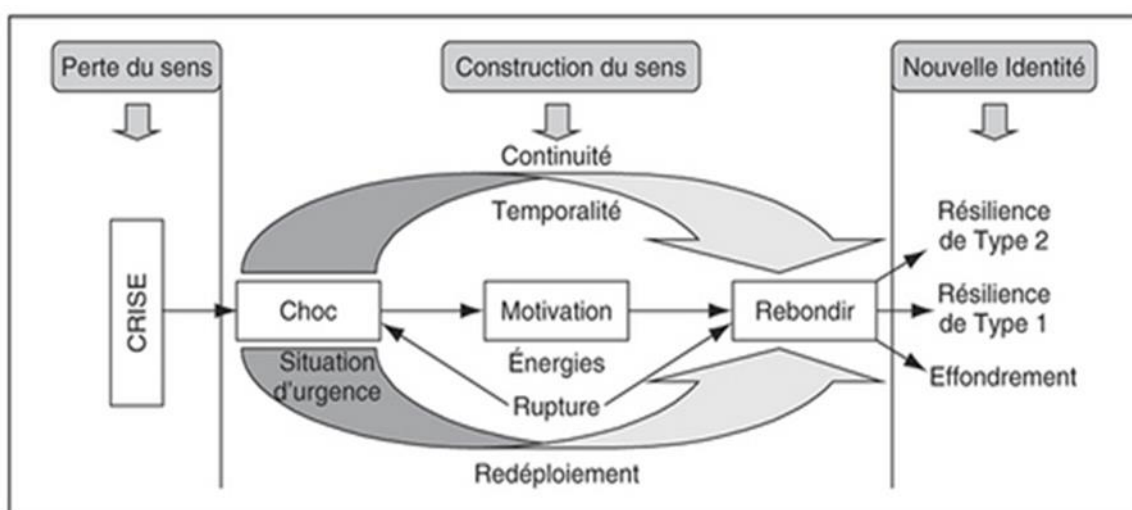 Perte du sens
Construction du sens
Nouvelle Identité
Continuité
Temporalité
CRISE
Choc
Motivation
Rebondir
Situation
d'urgence
Énergies
Rupture
Redéploiement
Résilience
de Type 2
Résilience
de Type 1
Effondrement